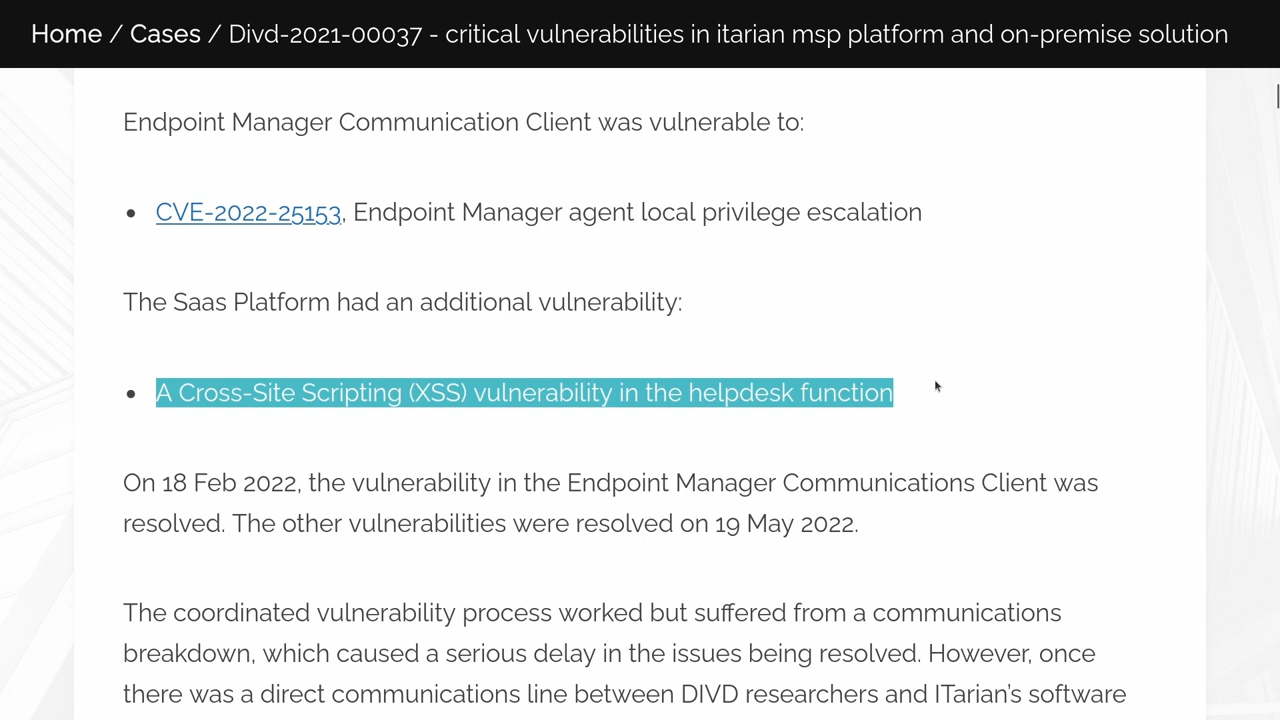 Home / Cases / Divd-2021-00037 - critical vulnerabilities in itarian msp platform and on-premise solution
Endpoint Manager Communication Client was vulnerable to:
• CVE-2022-25153, Endpoint Manager agent local privilege escalation
The Saas Platform had an additional vulnerability:
• A Cross-Site Scripting (XSS) vulnerability in the helpdesk function
On 18 Feb 2022, the vulnerability in the Endpoint Manager Communications Client was
resolved. The other vulnerabilities were resolved on 19 May 2022.
The coordinated vulnerability process worked but suffered from a communications
breakdown, which caused a serious delay in the issues being resolved. However, once
there was a direct communications line between DIVD researchers and ITarian's software